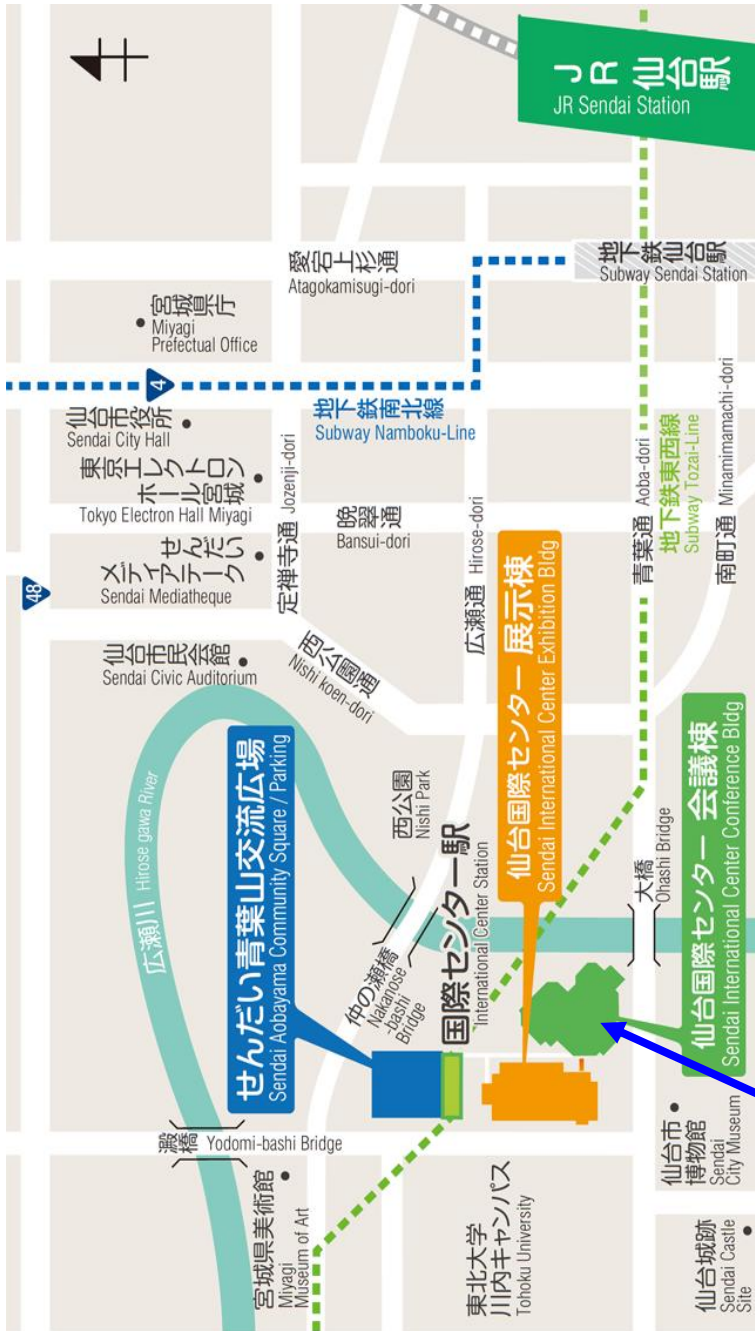 48
4
宮城県美術館
Miyagi
Museum of Art
澱橋
Yodomi-bashi Bridge
広瀬川 Hirose gawa River
仙台市民会館
Sendai Civic Auditorium
せんだい
メディアテーク
Sendai Mediatheque
東京エレクトロン
ホール宮城
Tokyo Electron Hall Miyagi
仙台市役所
Sendai City Hall
宮城県庁
Miyagi
Prefectual Office
せんだい青葉山交流広場
Sendai Aobayama Community Square / Parking
定禅寺通 Jozenji-dori
西公園通
Nishi koen-dori
晩翠通
Bansui-dori
地下鉄南北線
Subway Namboku-Line
愛宕上杉通
Atagokamisugi-dori
仲の瀬橋
Nakanose
-bashi
Bridge
西公園
Nishi Park
国際センター駅
International Center Station
広瀬通 Hirose-dori
東北大学
川内キャンパス
Tohoku University
仙台国際センター 展示棟
Sendai International Center Exhibition Bldg
JR 仙台駅
JR Sendai Station
地下鉄仙台駅
Subway Sendai Station
大橋
Ohashi Bridge
青葉通 Aoba-dori
地下鉄東西線
Subway Tozai-Line
仙台国際センター 会議棟
Sendai International Center Conference Bldg
南町通 Minamimamachi-dori
仙台市
博物館
Sendai
City Museum
仙台城跡
Sendai Castle
Site